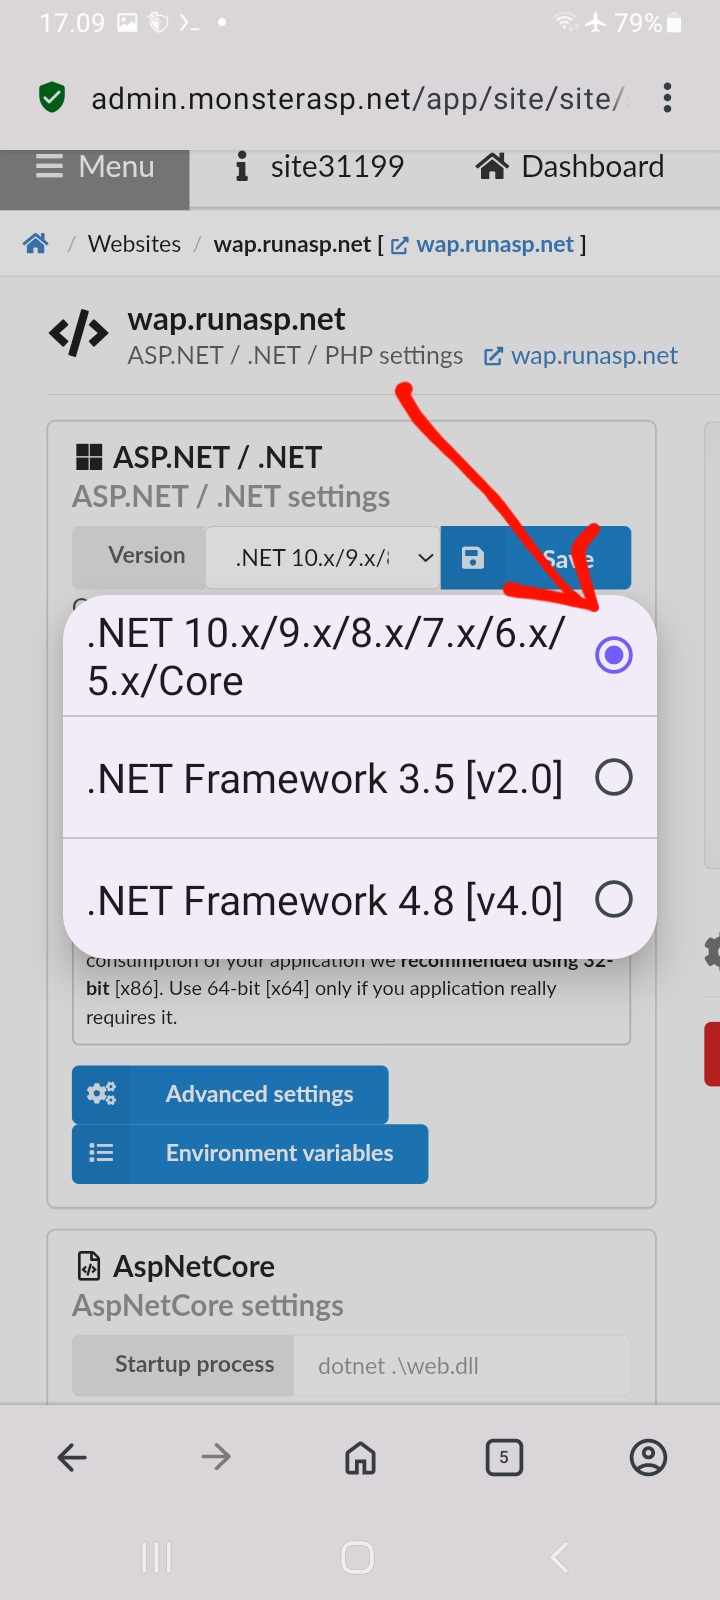 17.09
79%
admin.monsterasp.net/app/site/site/
Menu
site31199
Dashboard
/ Websites / wap.runasp.net [ wap.runasp.net ]
wap.runasp.net
ASP.NET / .NET / PHP settings wap.runasp.net
ASP.NET / .NET
ASP.NET / .NET settings
Version
.NET 10.x/9.x/
Save
.NET 10.x/9.x/8.x/7.x/6.x/
5.x/Core
.NET Framework 3.5 [v2.0]
.NET Framework 4.8 [v4.0]
consumption of your application we recommended using 32-
bit [x86]. Use 64-bit [x64] only if you application really
requires it.
Advanced settings
Environment variables
AspNetCore
AspNetCore settings
Startup process
dotnet .\web.dll
5